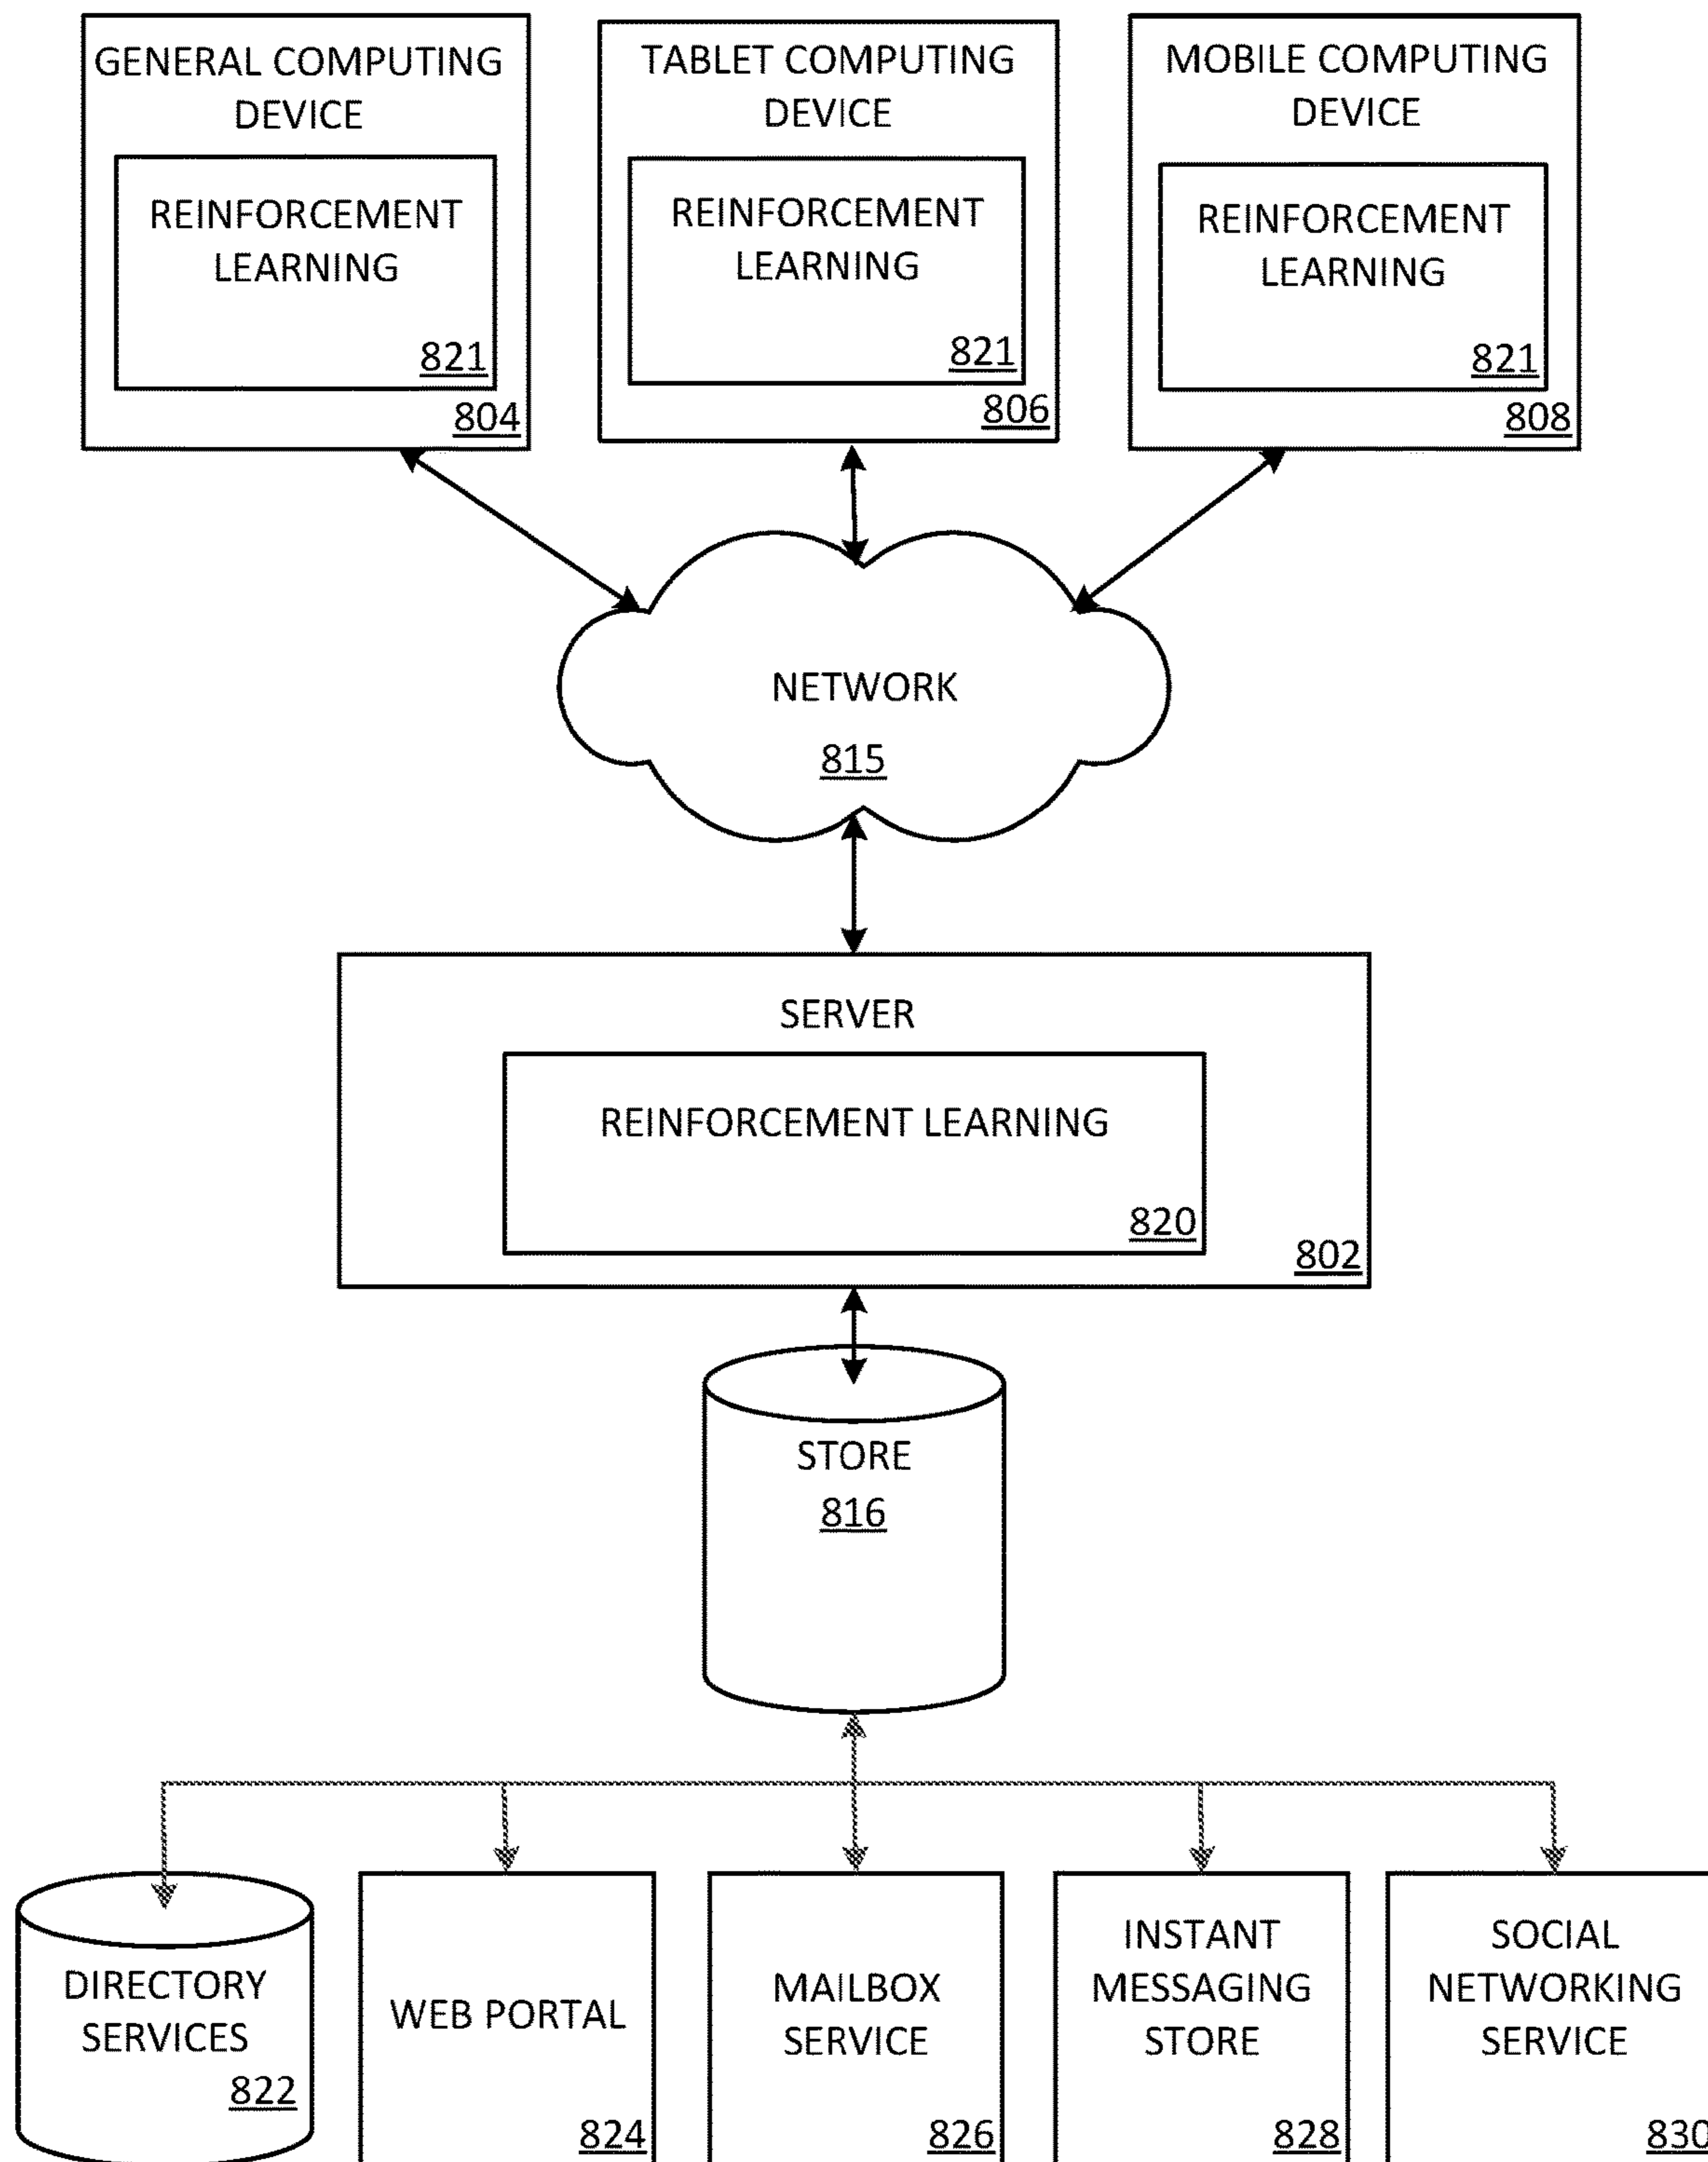 GENERAL COMPUTING
DEVICE
REINFORCEMENT
LEARNING
821
804
TABLET COMPUTING
DEVICE
REINFORCEMENT
LEARNING
821
806
MOBILE COMPUTING
DEVICE
REINFORCEMENT
LEARNING
821
808
NETWORK
815
SERVER
REINFORCEMENT LEARNING
820
802
STORE
816
DIRECTORY
SERVICES
822
WEB PORTAL
824
MAILBOX
SERVICE
826
INSTANT
MESSAGING
STORE
828
SOCIAL
NETWORKING
SERVICE
830